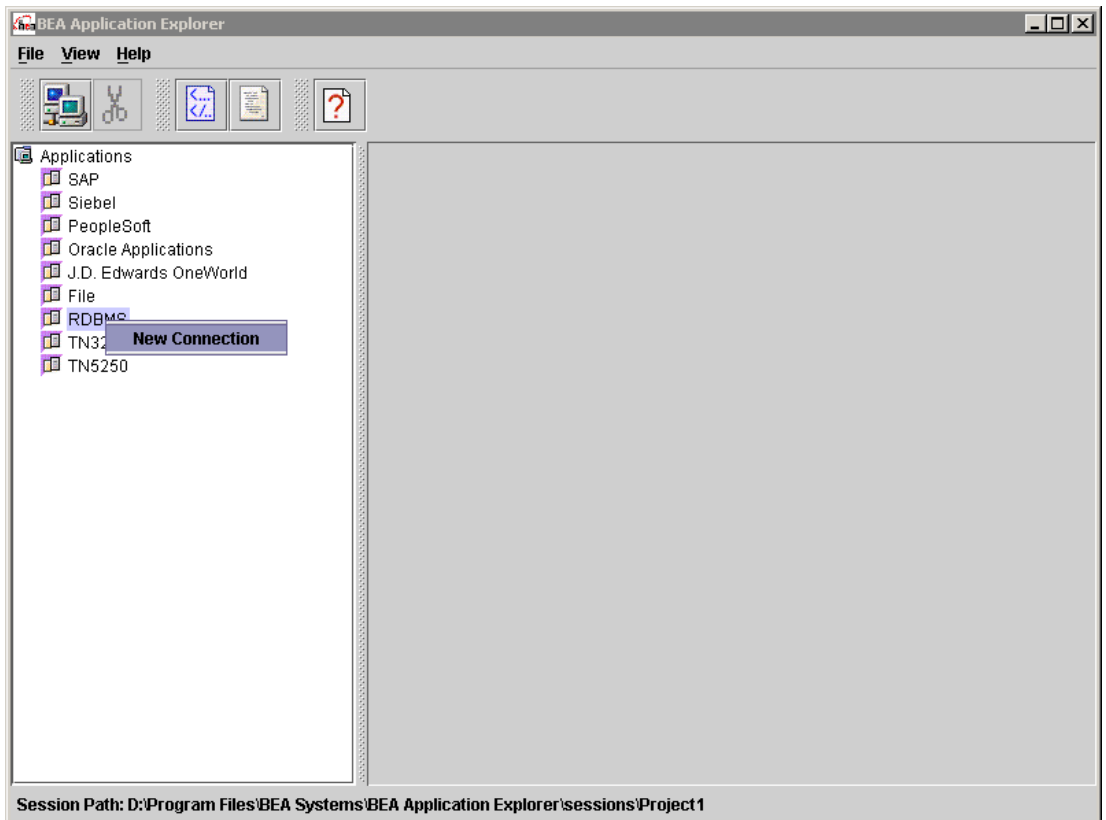 BEA Application Explorer
File View Help
Applications
SAP
Siebel
PeopleSoft
Oracle Applications
J.D. Edwards OneWorld
File
RDBMS
New Connection
TN5250
Session Path: D:\Program Files\BEA Systems\BEA Application Explorer\sessions\Project1